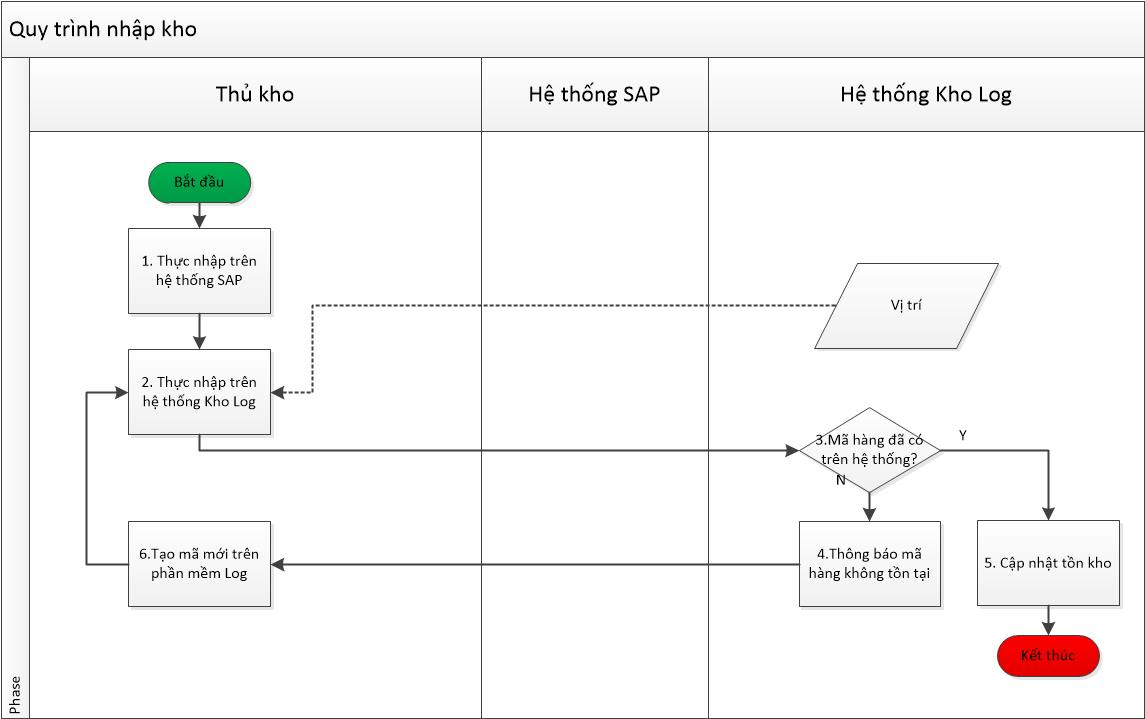 Quy trình nhập kho
Thủ kho
Hệ thống SAP
Hệ thống Kho Log
Bắt đầu
1. Thực nhập trên
hệ thống SAP
Vị trí
2. Thực nhập trên
hệ thống Kho Log
3.Mã hàng đã có
trên hệ thống?
Y
N
6.Tạo mã mới trên
phần mềm Log
4.Thông báo mã
hàng không tồn tại
5. Cập nhật tồn kho
Kết thúc
Phase